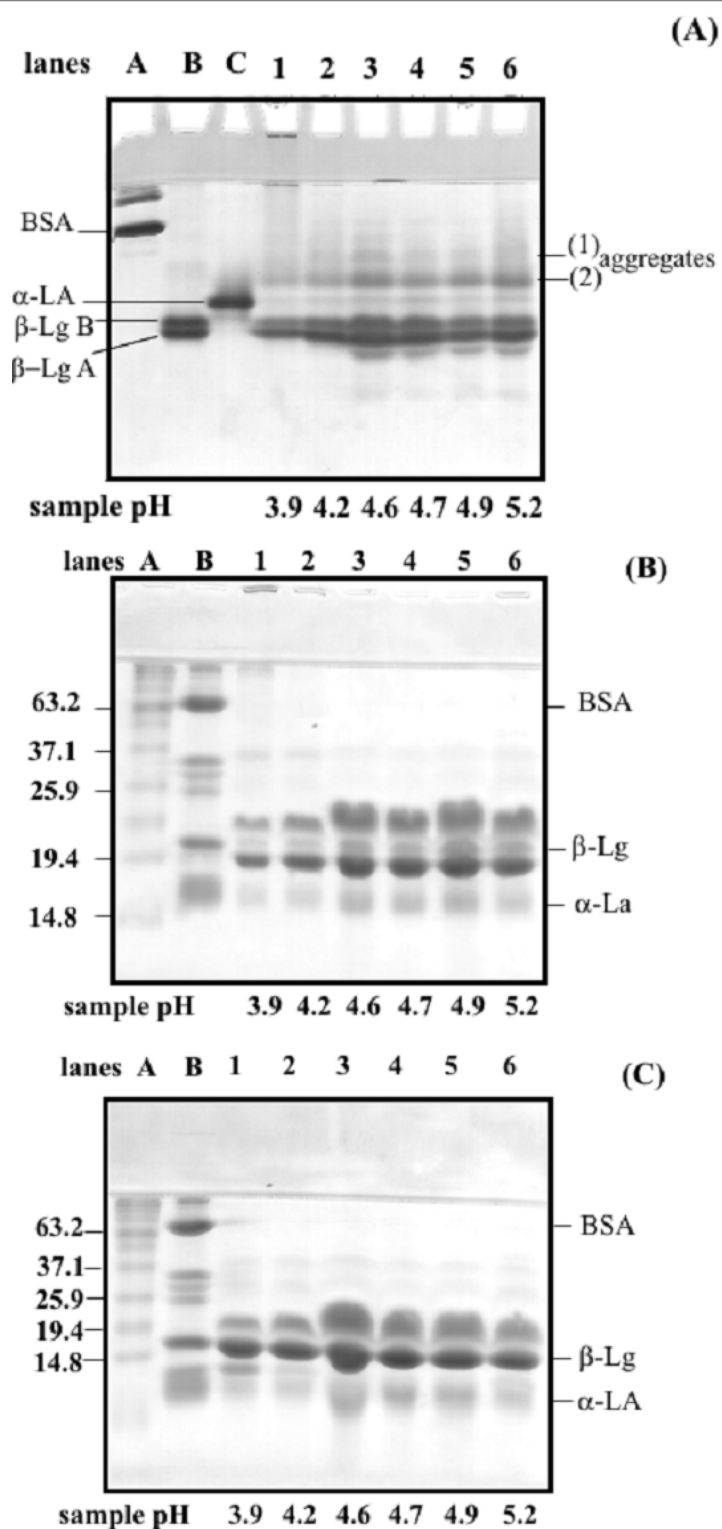 (A)
lanes A B C 1 2 3 4 5 6
BSA
(1)
aggregates
(2)
α-LA
β-Lg B
β-Lg A
sample pH 3.9 4.2 4.6 4.7 4.9 5.2
lanes A B 1 2 3 4 5 6 (B)
63.2 BSA
37.1
25.9
β-Lg
19.4
α-La
14.8
sample pH 3.9 4.2 4.6 4.7 4.9 5.2
lanes A B 1 2 3 4 5 6 (C)
63.2 BSA
37.1
25.9
19.4
14.8 β-Lg
α-LA
sample pH 3.9 4.2 4.6 4.7 4.9 5.2